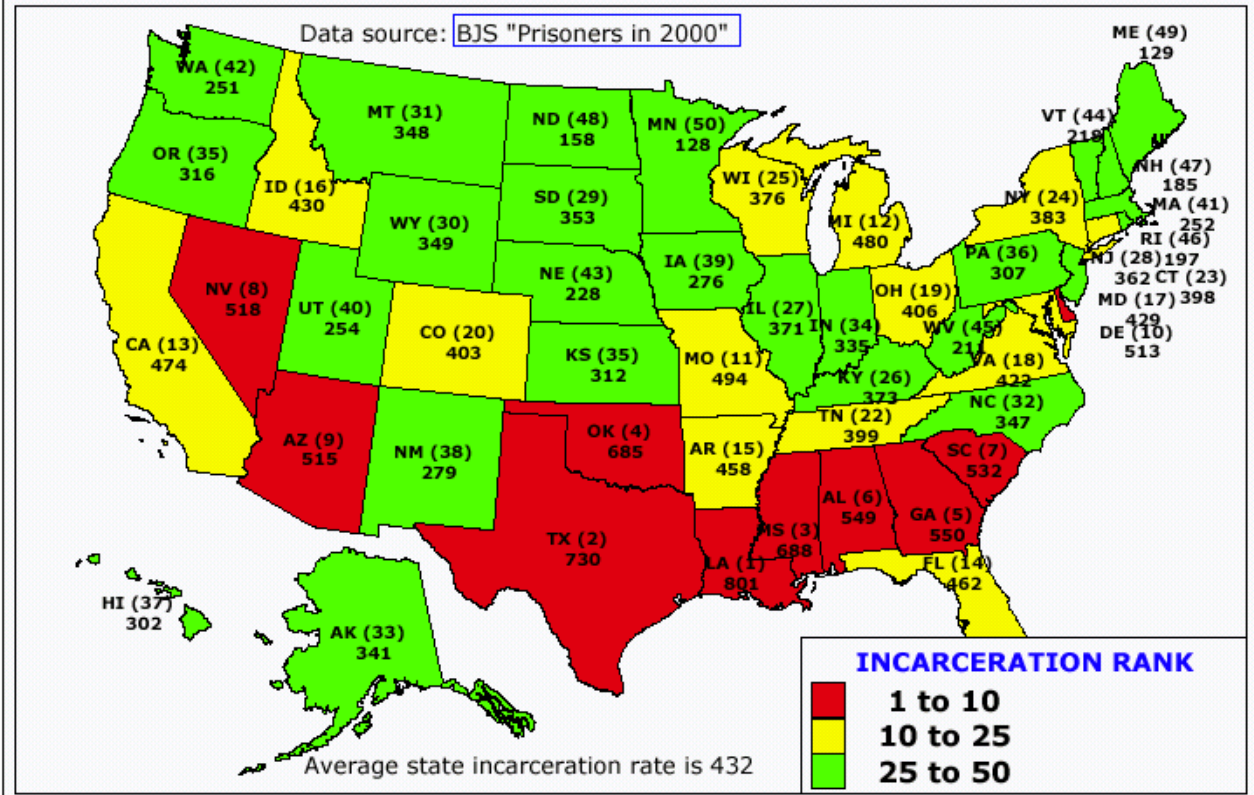 Data source: BJS "Prisoners in 2000"
ME (49)
129
WA (42)
251
MT (31)
348
ND (48)
158
MN (50)
128
VT (44)
218
OR (35)
316
ID (16)
430
SD (29)
353
WI (25)
376
MI (12)
480
NY (24)
383
NH (47)
185
MA (41)
252
WY (30)
349
RI (46)
197
NV (8)
518
UT (40)
254
NE (43)
228
IA (39)
276
PA (36)
307
NJ (28)
362
CT (23)
398
CO (20)
403
IL (27)
371
IN (34)
335
OH (19)
406
WV (45)
211
MD (17)
429
DE (10)
513
CA (13)
474
KS (35)
312
MO (11)
494
KY (26)
373
VA (18)
422
AZ (9)
515
NM (38)
279
OK (4)
685
AR (15)
458
TN (22)
399
NC (32)
347
SC (7)
532
TX (2)
730
LA (1)
801
MS (3)
688
AL (6)
549
GA (5)
550
FL (14)
462
HI (37)
302
AK (33)
341
INCARCERATION RANK
1 to 10
10 to 25
25 to 50
Average state incarceration rate is 432